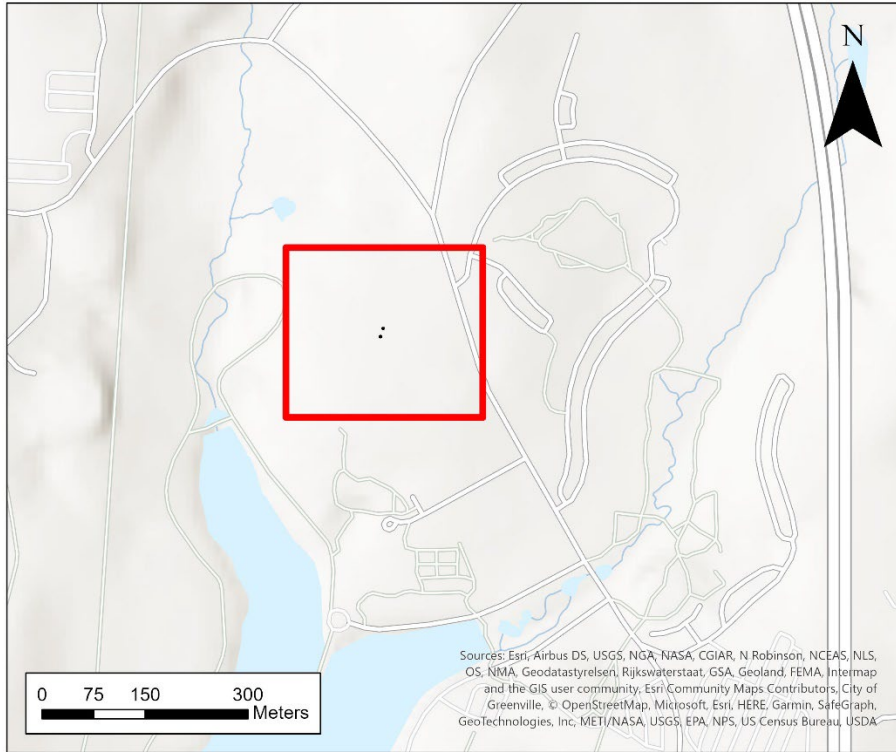 N
Sources: Esri, Airbus DS, USGS, NGA, NASA, CGIAR, N Robinson, NCEAS, NLS,
OS, NMA, Geodatastyrelsen, Rijkswaterstaat, GSA, Geoland, FEMA, Intermap
and the GIS user community, Esri Community Maps Contributors, City of
Greenville, © OpenStreetMap, Microsoft, Esri, HERE, Garmin, SafeGraph,
GeoTechnologies, Inc, METI/NASA, USGS, EPA, NPS, US Census Bureau, USDA
0 75 150 300
Meters